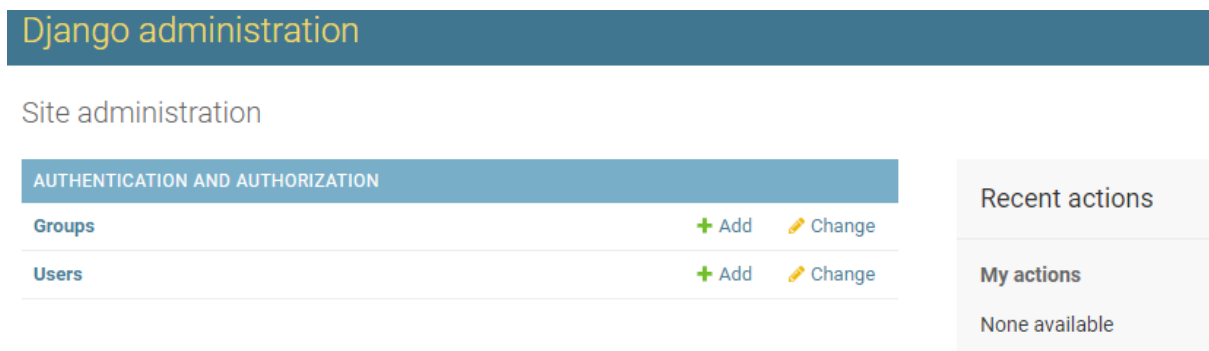 Django administration
Site administration
AUTHENTICATION AND AUTHORIZATION
Groups Add Change
Users Add Change
Recent actions
My actions
None available